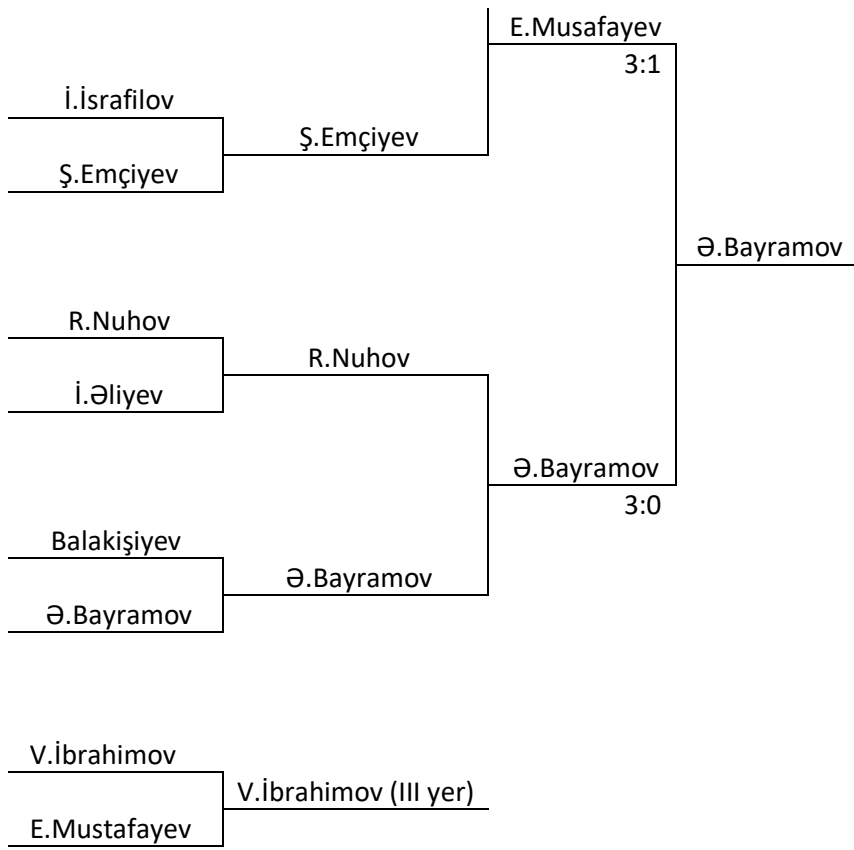 E.Musafayev
3:1
İ.İsrafilov
Ş.Emçiyev
Ş.Emçiyev
Ə.Bayramov
R.Nuhov
R.Nuhov
İ.Əliyev
Ə.Bayramov
3:0
Balakişiyev
Ə.Bayramov
Ə.Bayramov
V.İbrahimov
V.İbrahimov (III yer)
E.Mustafayev